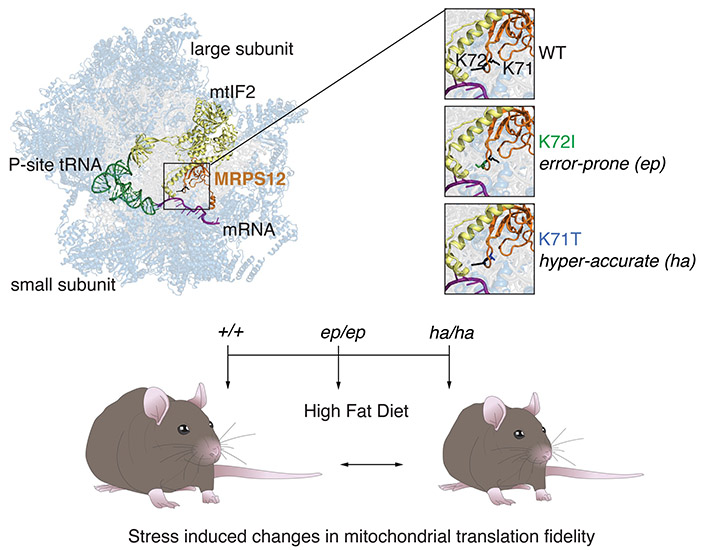 large subunit
mtIF2
P-site tRNA
MRPS12
mRNA
small subunit
K72
K71
WT
K72I
error-prone (ep)
K71T
hyper-accurate (ha)
+/+
ep/ep
ha/ha
High Fat Diet
Stress induced changes in mitochondrial translation fidelity